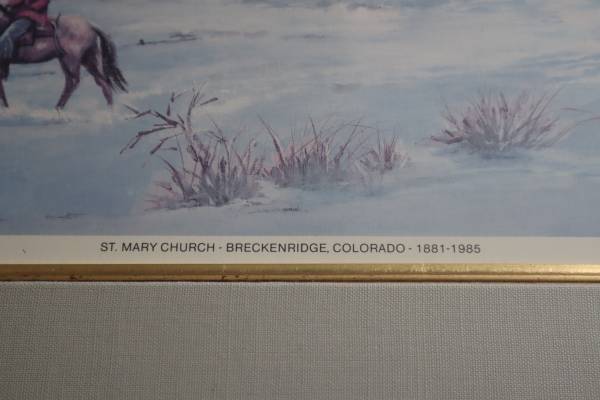 ST. MARY CHURCH - BRECKENRIDGE, COLORADO - 1881-1985